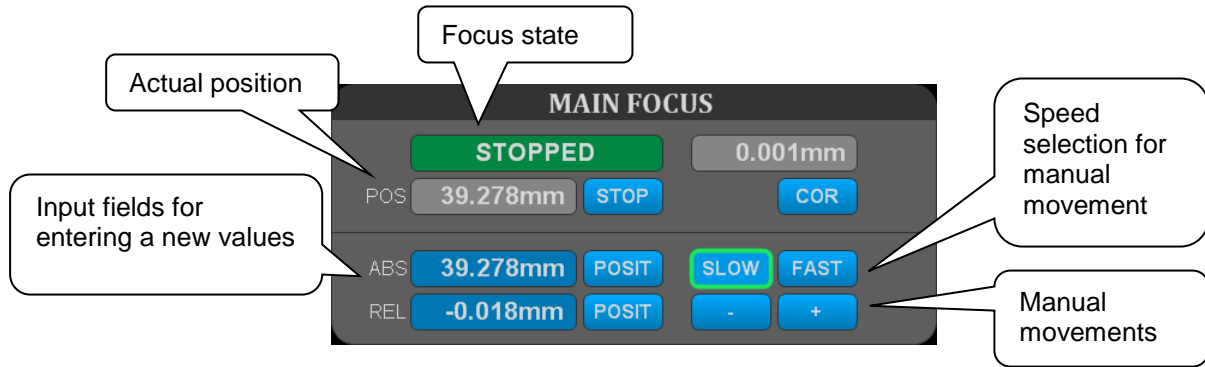 Focus state
Actual position
MAIN FOCUS
Speed
selection for
manual
movement
STOPPED 0.001mm
POS 39.278mm STOP COR
Input fields for
entering a new values
ABS 39.278mm POSIT SLOW FAST
REL -0.018mm POSIT - +
Manual
movements